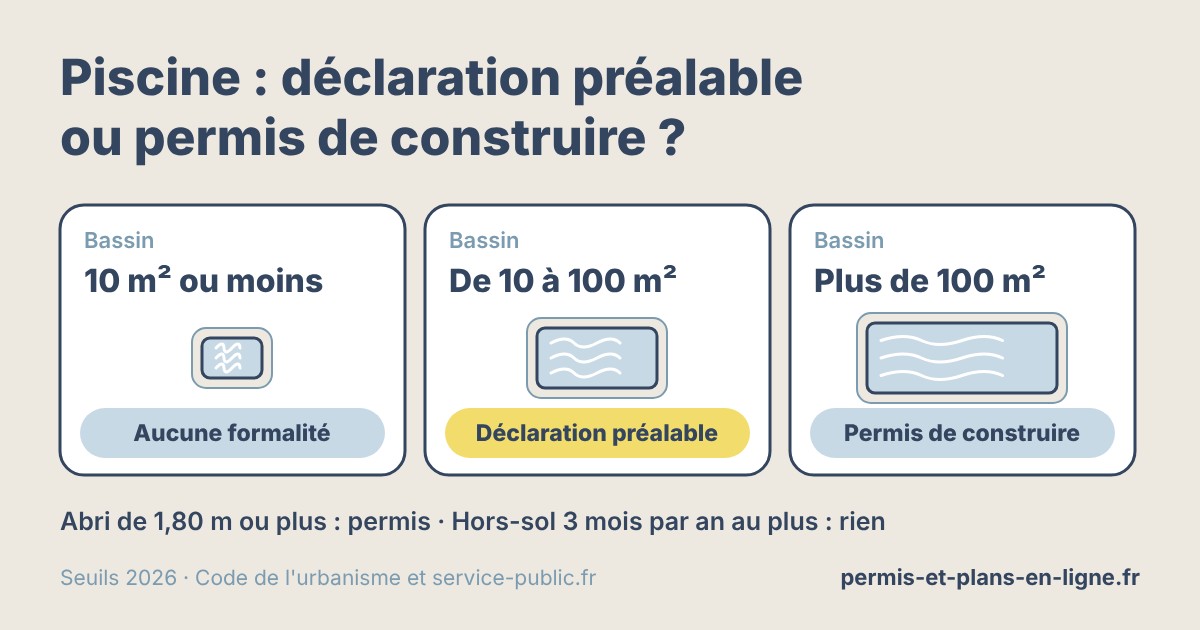 Piscine : déclaration préalable
ou permis de construire ?
Bassin
10 m² ou moins
Aucune formalité
Bassin
De 10 à 100 m²
Déclaration préalable
Bassin
Plus de 100 m²
Permis de construire
Abri de 1,80 m ou plus : permis · Hors-sol 3 mois par an au plus : rien
Seuils 2026 · Code de l'urbanisme et service-public.fr
permis-et-plans-en-ligne.fr